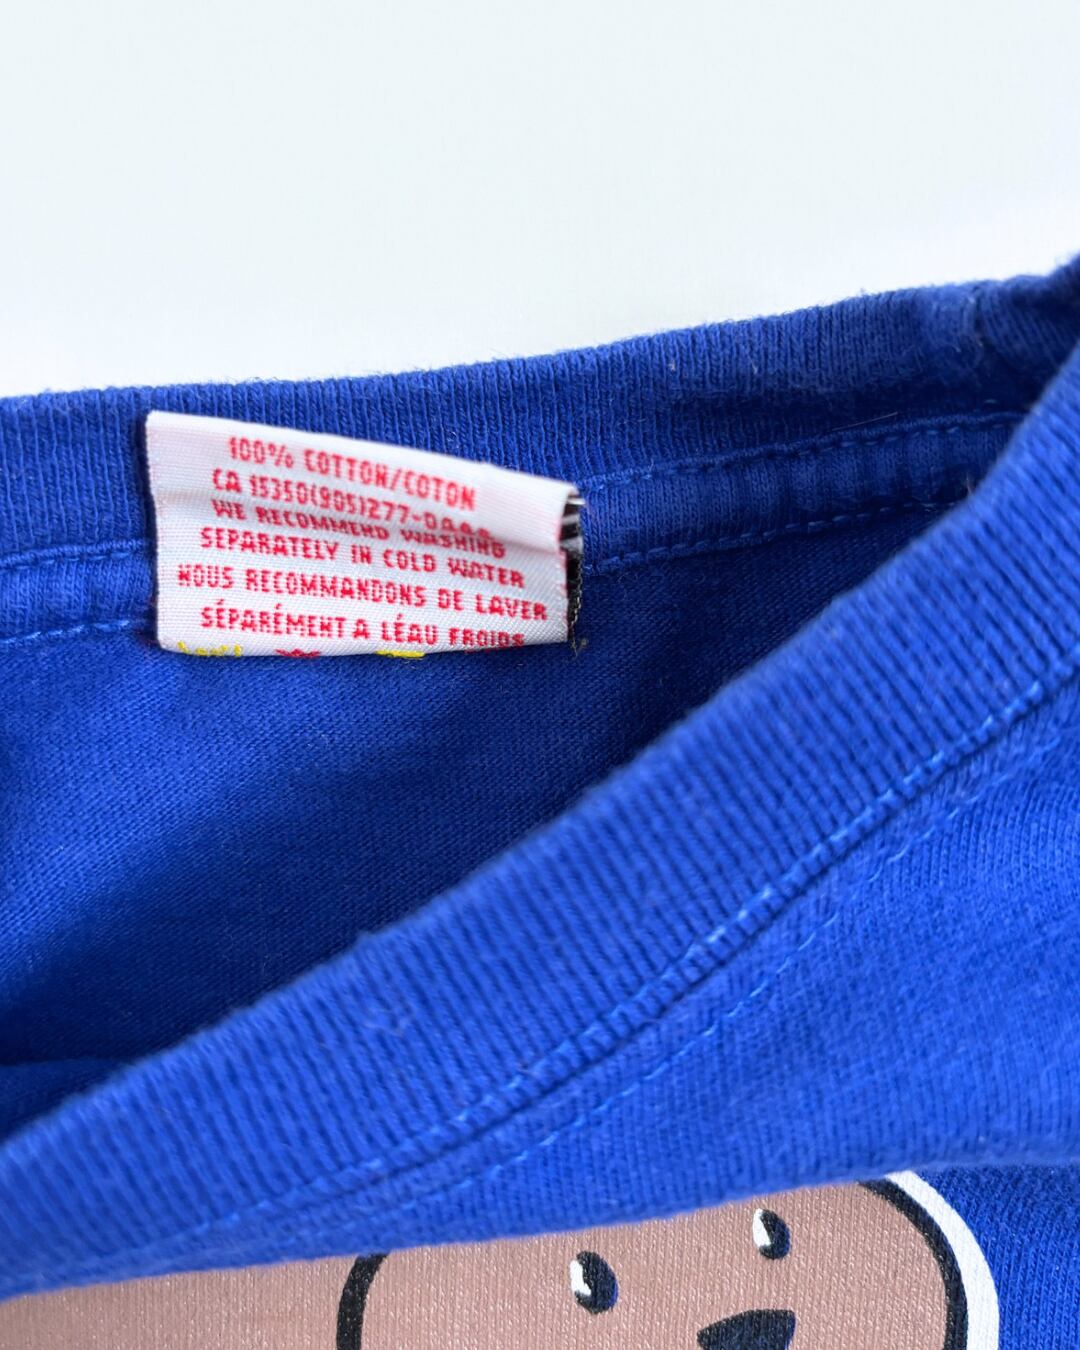 100% COTTON/COTON
CA 15350(905)277-
WE RECOMMEND WASHING
SEPARATELY IN COLD WATER
NOUS RECOMMANDONS DE LAVER
SÉPARÉMENT A LÉAU FROIDE